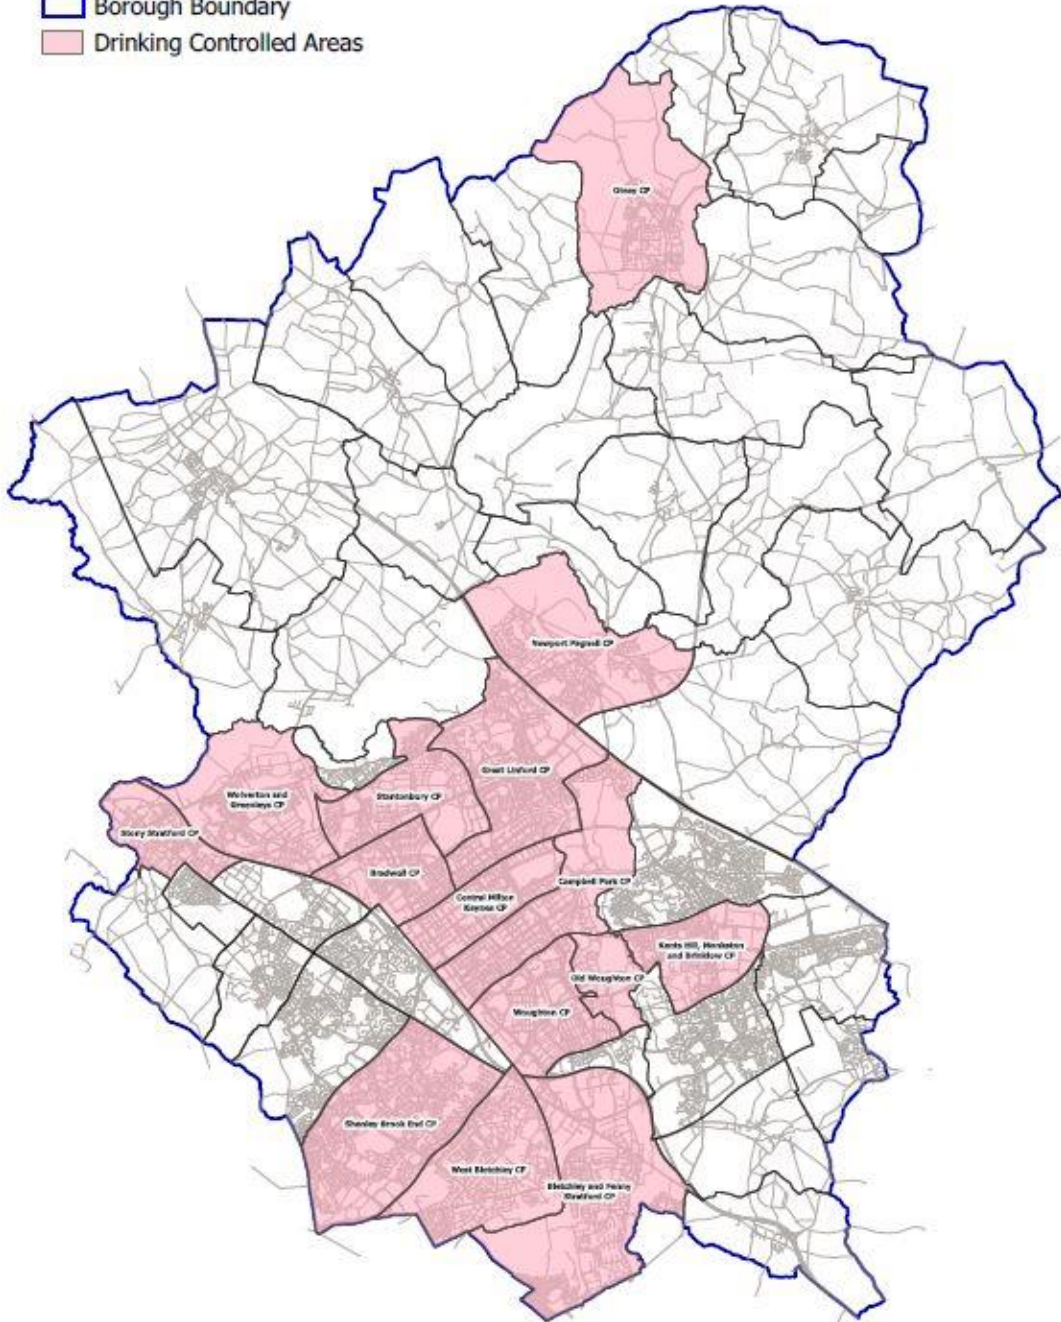 Borough Boundary
Drinking Controlled Areas
Olney CP
Newport Pagnell CP
Great Linford CP
Wolverton and
Greenleys CP
Stantonbury CP
Stony Stratford CP
Bradwell CP
Campbell Park CP
Central Milton
Keynes CP
Kents Hill, Monkston
and Brinklow CP
Old Woughton CP
Woughton CP
Shenley Brook End CP
West Bletchley CP
Bletchley and Fenny
Stratford CP